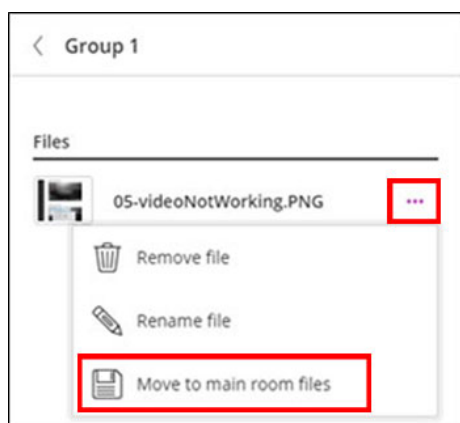 Group 1
Files
05-videoNotWorking.PNG
Remove file
Rename file
Move to main room files